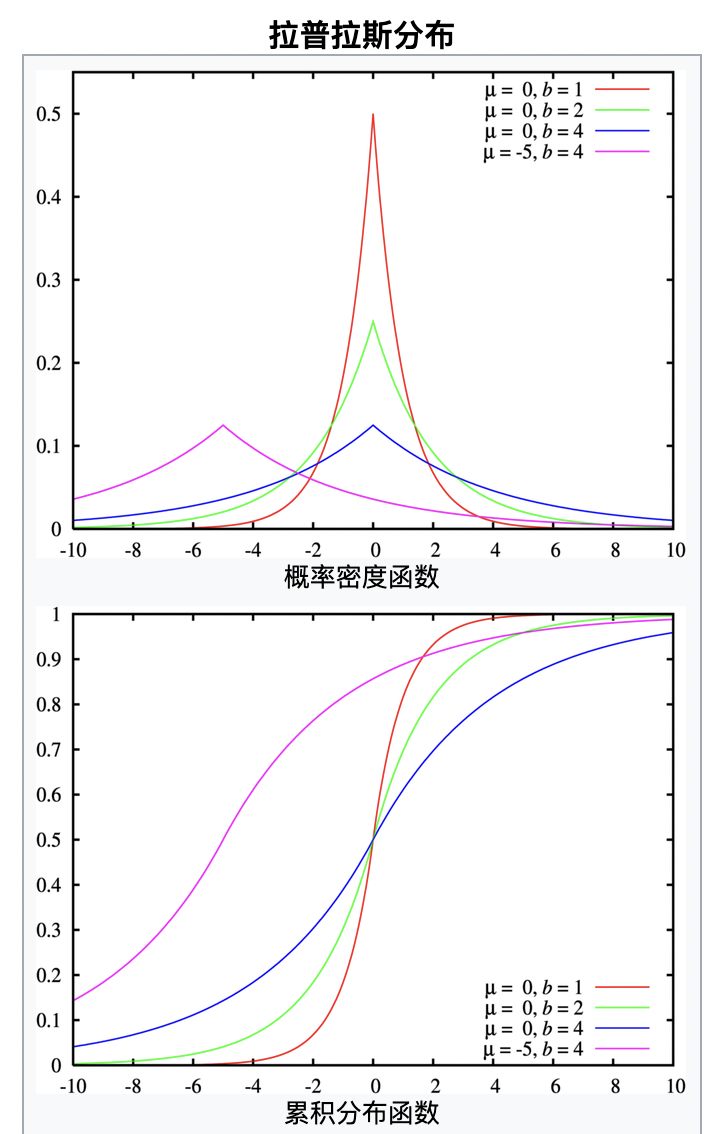 拉普拉斯分布
μ = 0, b = 1
μ = 0, b = 2
μ = 0, b = 4
μ = -5, b = 4
0.5
0.4
0.3
0.2
0.1
0
-10 -8 -6 -4 -2 0 2 4 6 8 10
概率密度函数
1
0.9
0.8
0.7
0.6
0.5
0.4
0.3
0.2
0.1
0
μ = 0, b = 1
μ = 0, b = 2
μ = 0, b = 4
μ = -5, b = 4
-10 -8 -6 -4 -2 0 2 4 6 8 10
累积分布函数